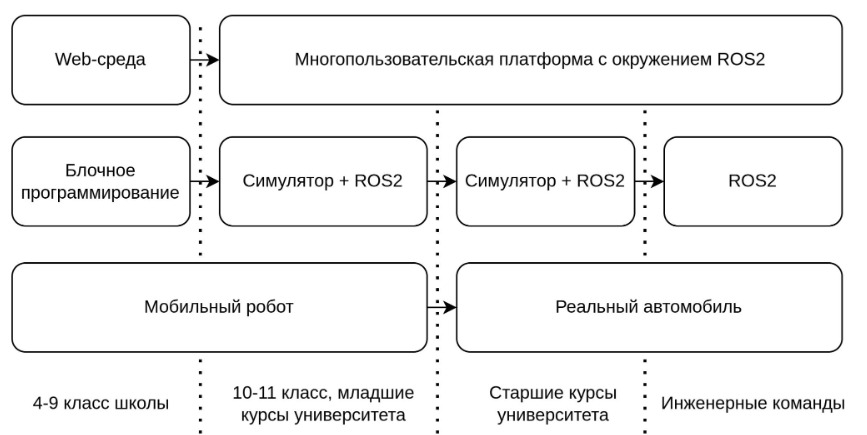 Web-среда
Многопользовательская платформа с окружением ROS2
Блочное
программирование
Симулятор + ROS2
Симулятор + ROS2
ROS2
Мобильный робот
Реальный автомобиль
4-9 класс школы
10-11 класс, младшие
курсы университета
Старшие курсы
университета
Инженерные команды